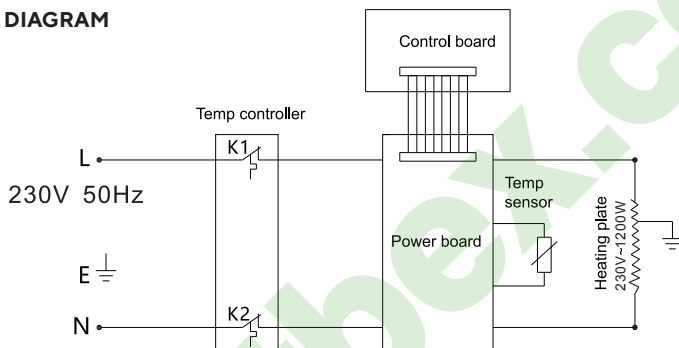 DIAGRAM
Control board
Temp controller
K1
L
230V 50Hz
Temp
sensor
Power board
Heating plate
230V~1200W
E
K2
N